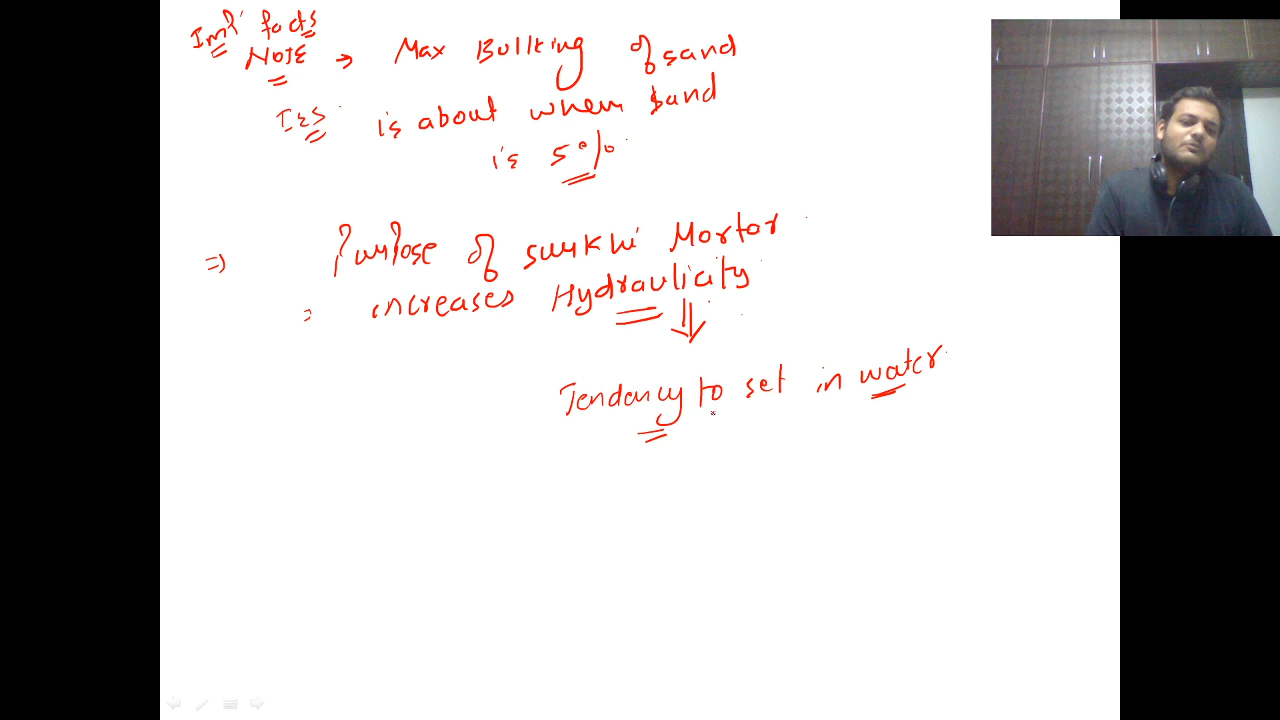 Imp' facts
NOTE → Max Bulking of sand
IES is about when sand
is 5%
⇒ Purpose of surkhi Mortor
= increases Hydraulicity
⇓
Tendency to set in water